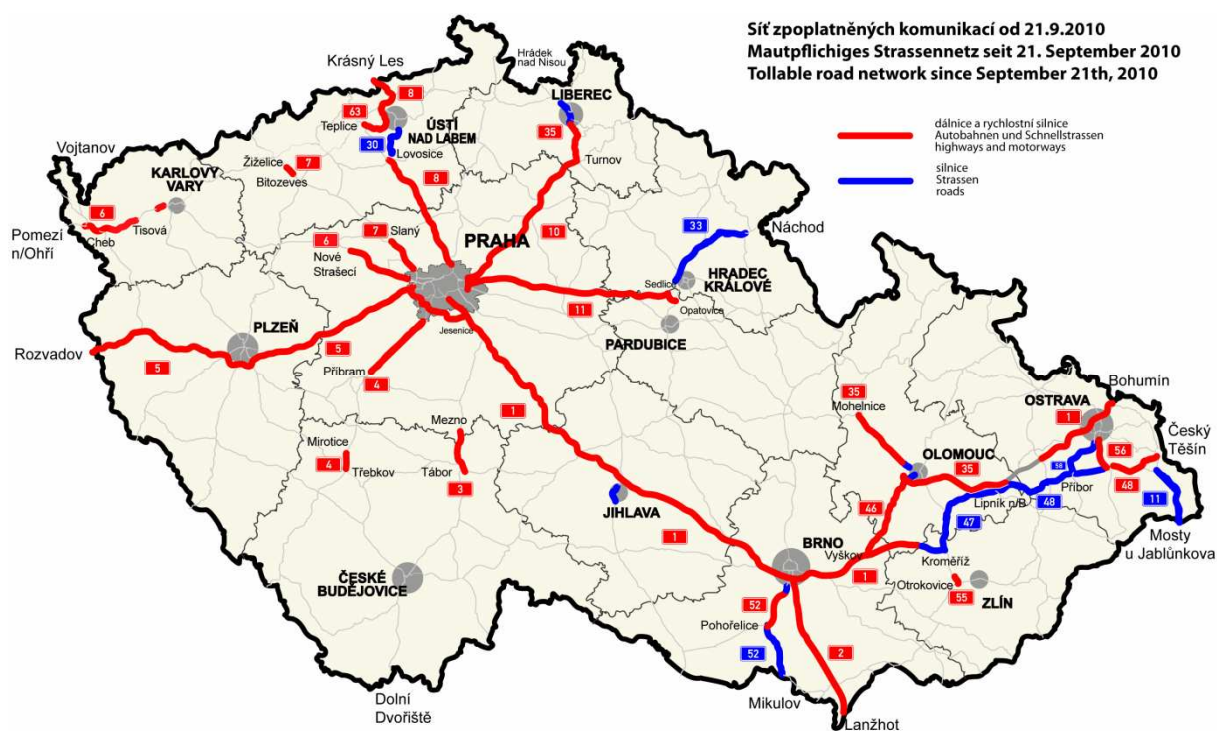 Síť zpoplatněných komunikací od 21.9.2010
Mautpflichiges Strassennetz seit 21. September 2010
Tollable road network since September 21th, 2010
dálnice a rychlostní silnice
Autobahnen und Schnellstrassen
highways and motorways
silnice
Strassen
roads
Hrádek
nad Nisou
Krásný Les
8
LIBEREC
63
Teplice
ÚSTÍ
NAD LABEM
35
30
Lovosice
Turnov
Vojtanov
Žiželice
7
Bitozeves
8
KARLOVY
VARY
6
Tisová
Cheb
Pomezí
n/Ohří
7
Slaný
6
Nové
Strašecí
PRAHA
10
33
Náchod
Sedlice
HRADEC
KRÁLOVÉ
Opatovice
11
Jesenice
PARDUBICE
PLZEŇ
Rozvadov
5
5
Příbram
4
1
Mezno
Mirotice
4
Třebkov
Tábor
3
35
Mohelnice
Bohumín
OSTRAVA
1
Český
Těšín
OLOMOUC
35
58
56
Příbor
48
Lipník n/B
48
11
46
47
JIHLAVA
1
BRNO
Vyškov
Kroměříž
Mosty
u Jablůnkova
1
Otrokovice
55
ZLÍN
ČESKÉ
BUDĚJOVICE
52
Pohořelice
52
2
Dolní
Dvořiště
Mikulov
Lanžhot